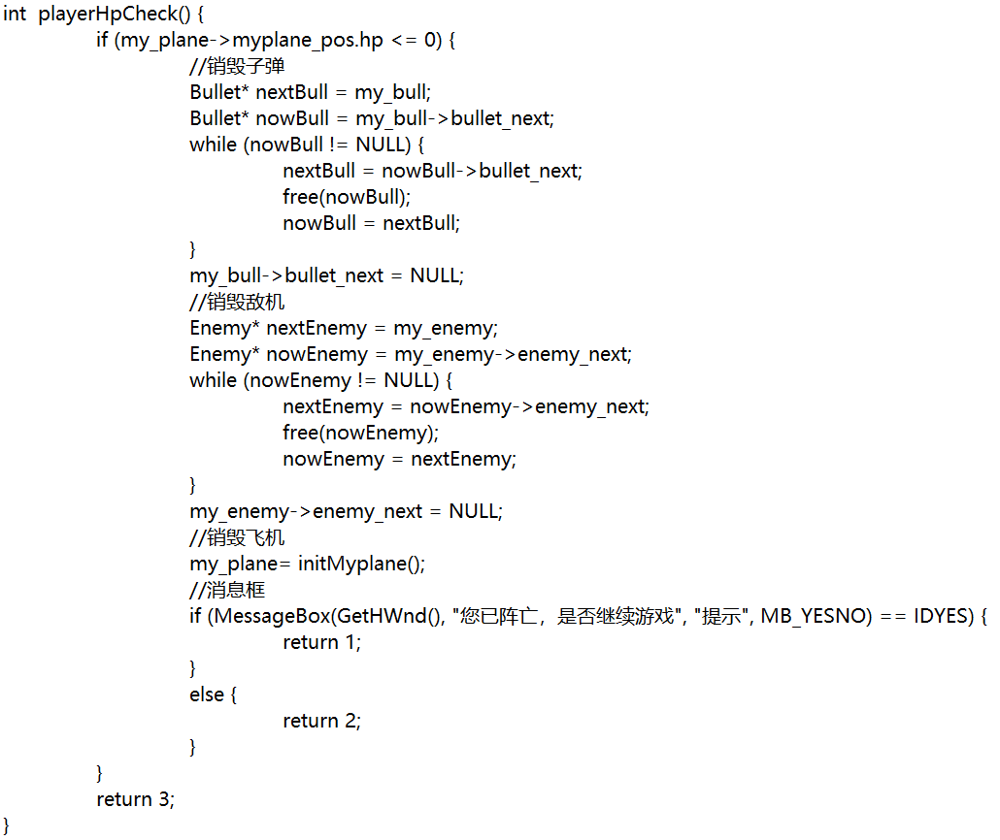 int  playerHpCheck() {
if (my_plane->myplane_pos.hp <= 0) {
//销毁子弹
Bullet* nextBull = my_bull;
Bullet* nowBull = my_bull->bullet_next;
while (nowBull != NULL) {
nextBull = nowBull->bullet_next;
free(nowBull);
nowBull = nextBull;
}
my_bull->bullet_next = NULL;
//销毁敌机
Enemy* nextEnemy = my_enemy;
Enemy* nowEnemy = my_enemy->enemy_next;
while (nowEnemy != NULL) {
nextEnemy = nowEnemy->enemy_next;
free(nowEnemy);
nowEnemy = nextEnemy;
}
my_enemy->enemy_next = NULL;
//销毁飞机
my_plane= initMyplane();
//消息框
if (MessageBox(GetHWnd(), "您已阵亡，是否继续游戏", "提示", MB_YESNO) == IDYES) {
return 1;
}
else {
return 2;
}
}
return 3;
}